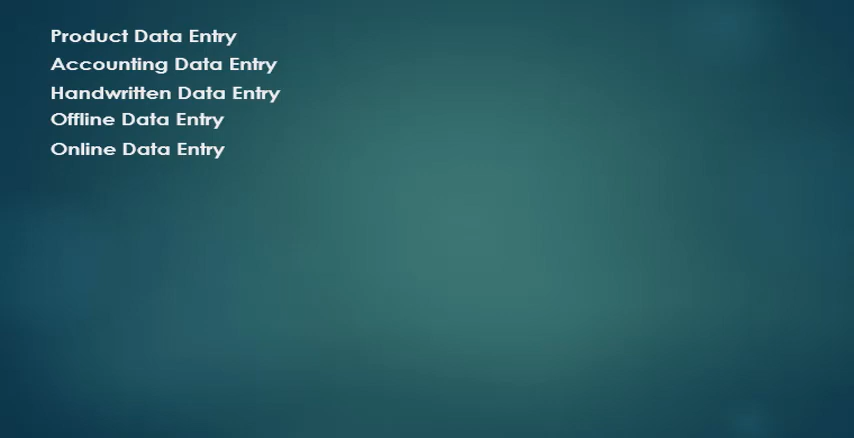 Product Data Entry
Accounting Data Entry
Handwritten Data Entry
Offline Data Entry
Online Data Entry